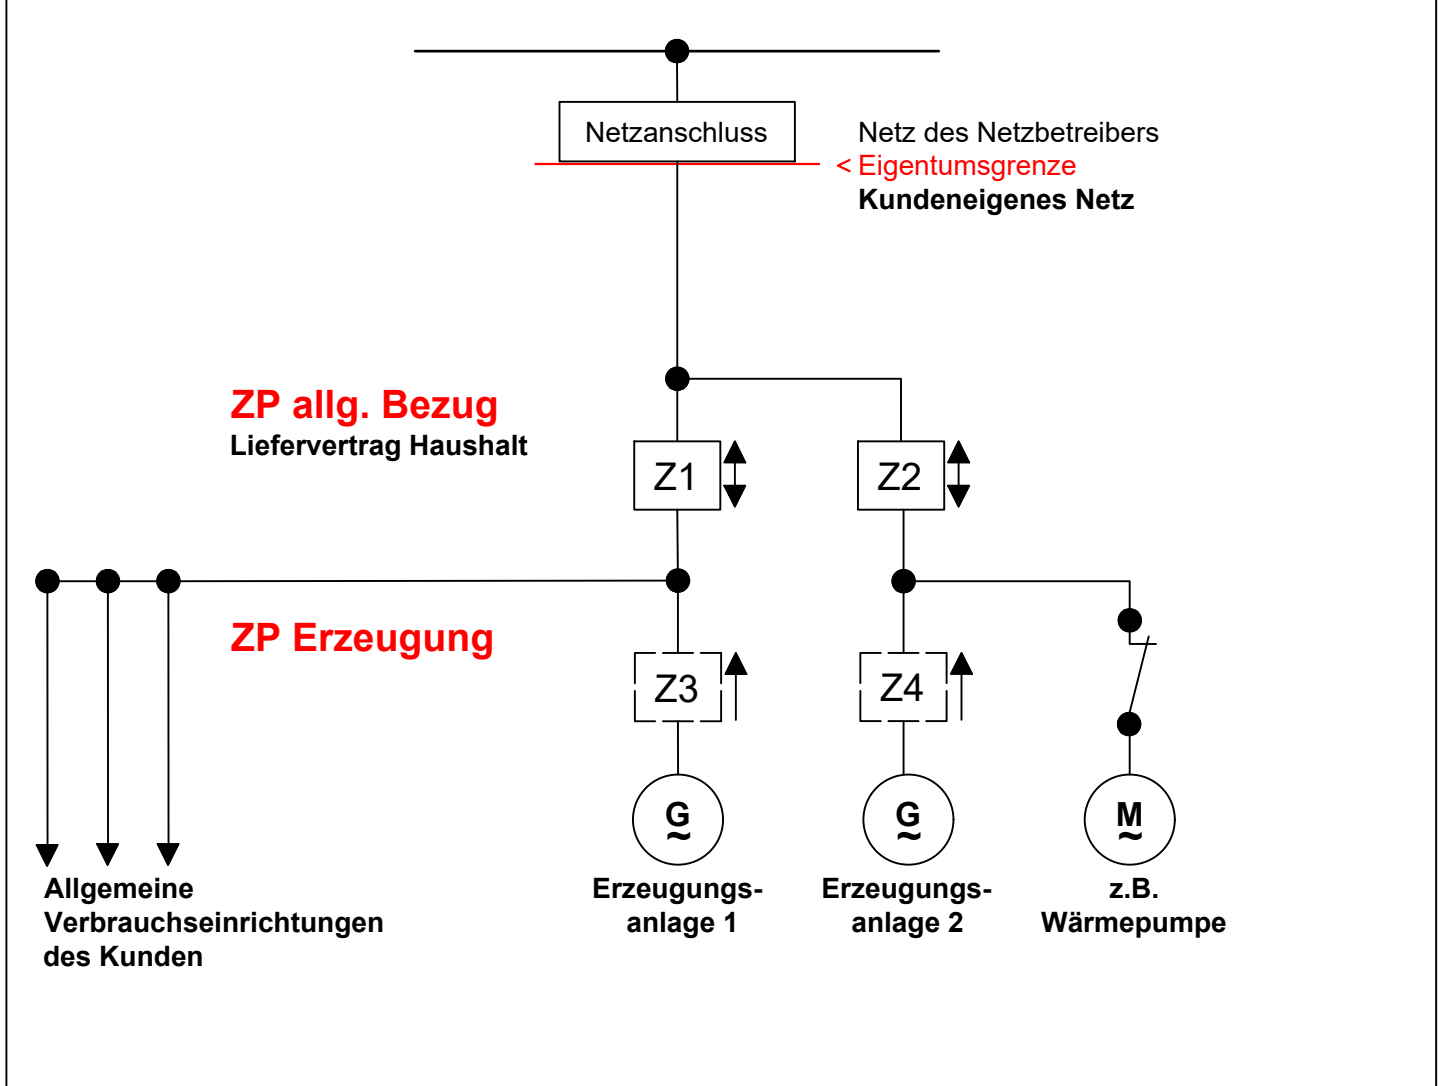 Netzanschluss
Netz des Netzbetreibers
< Eigentumsgrenze
Kundeneigenes Netz
ZP allg. Bezug
Liefervertrag Haushalt
Z1
Z2
ZP Erzeugung
Z3
Z4
G
~
G
~
M
~
Allgemeine
Verbrauchseinrichtungen
des Kunden
Erzeugungs-
anlage 1
Erzeugungs-
anlage 2
z.B.
Wärmepumpe